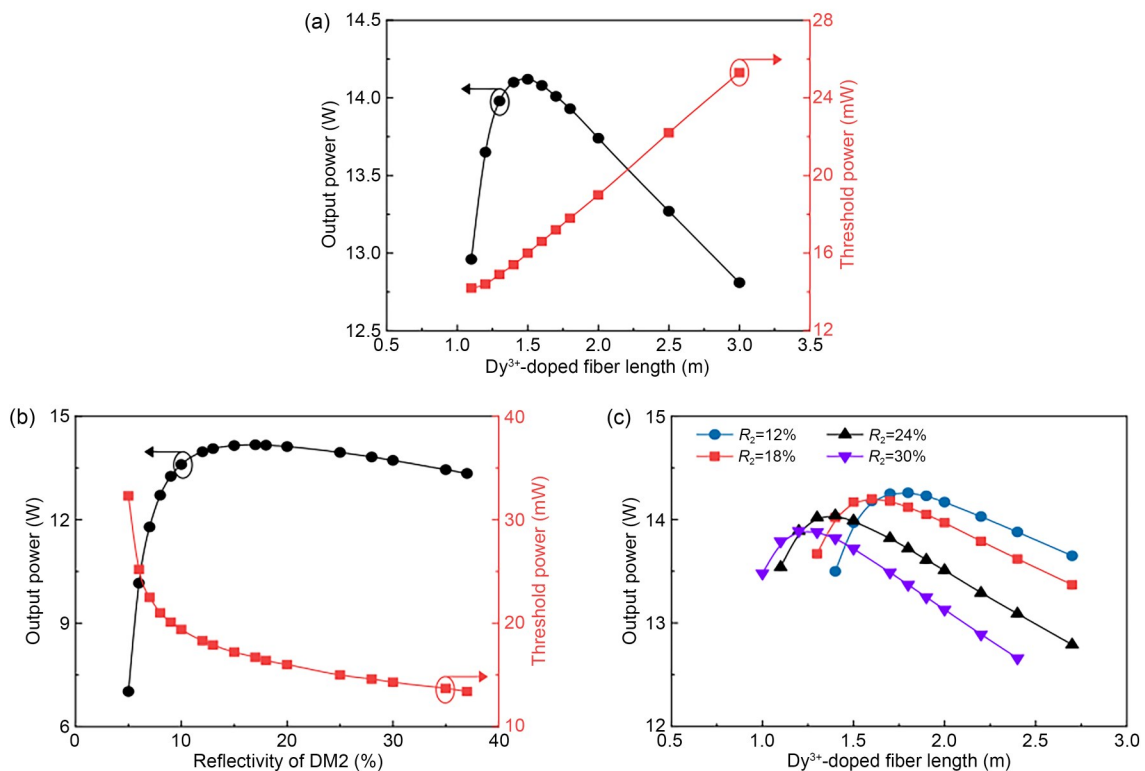 (a)
14.5
14.0
13.5
13.0
12.5
Output power (W)
28
24
20
16
12
Threshold power (mW)
0.5 1.0 1.5 2.0 2.5 3.0 3.5
Dy³⁺-doped fiber length (m)
(b)
15
12
9
6
Output power (W)
40
30
20
10
Threshold power (mW)
0 10 20 30 40
Reflectivity of DM2 (%)
(c)
15
14
13
12
Output power (W)
R₂=12% R₂=24%
R₂=18% R₂=30%
0.5 1.0 1.5 2.0 2.5 3.0
Dy³⁺-doped fiber length (m)